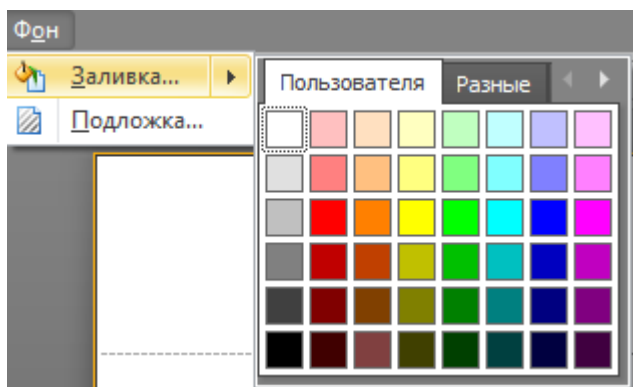 Фон
Заливка...
Пользователя Разные
Подложка...